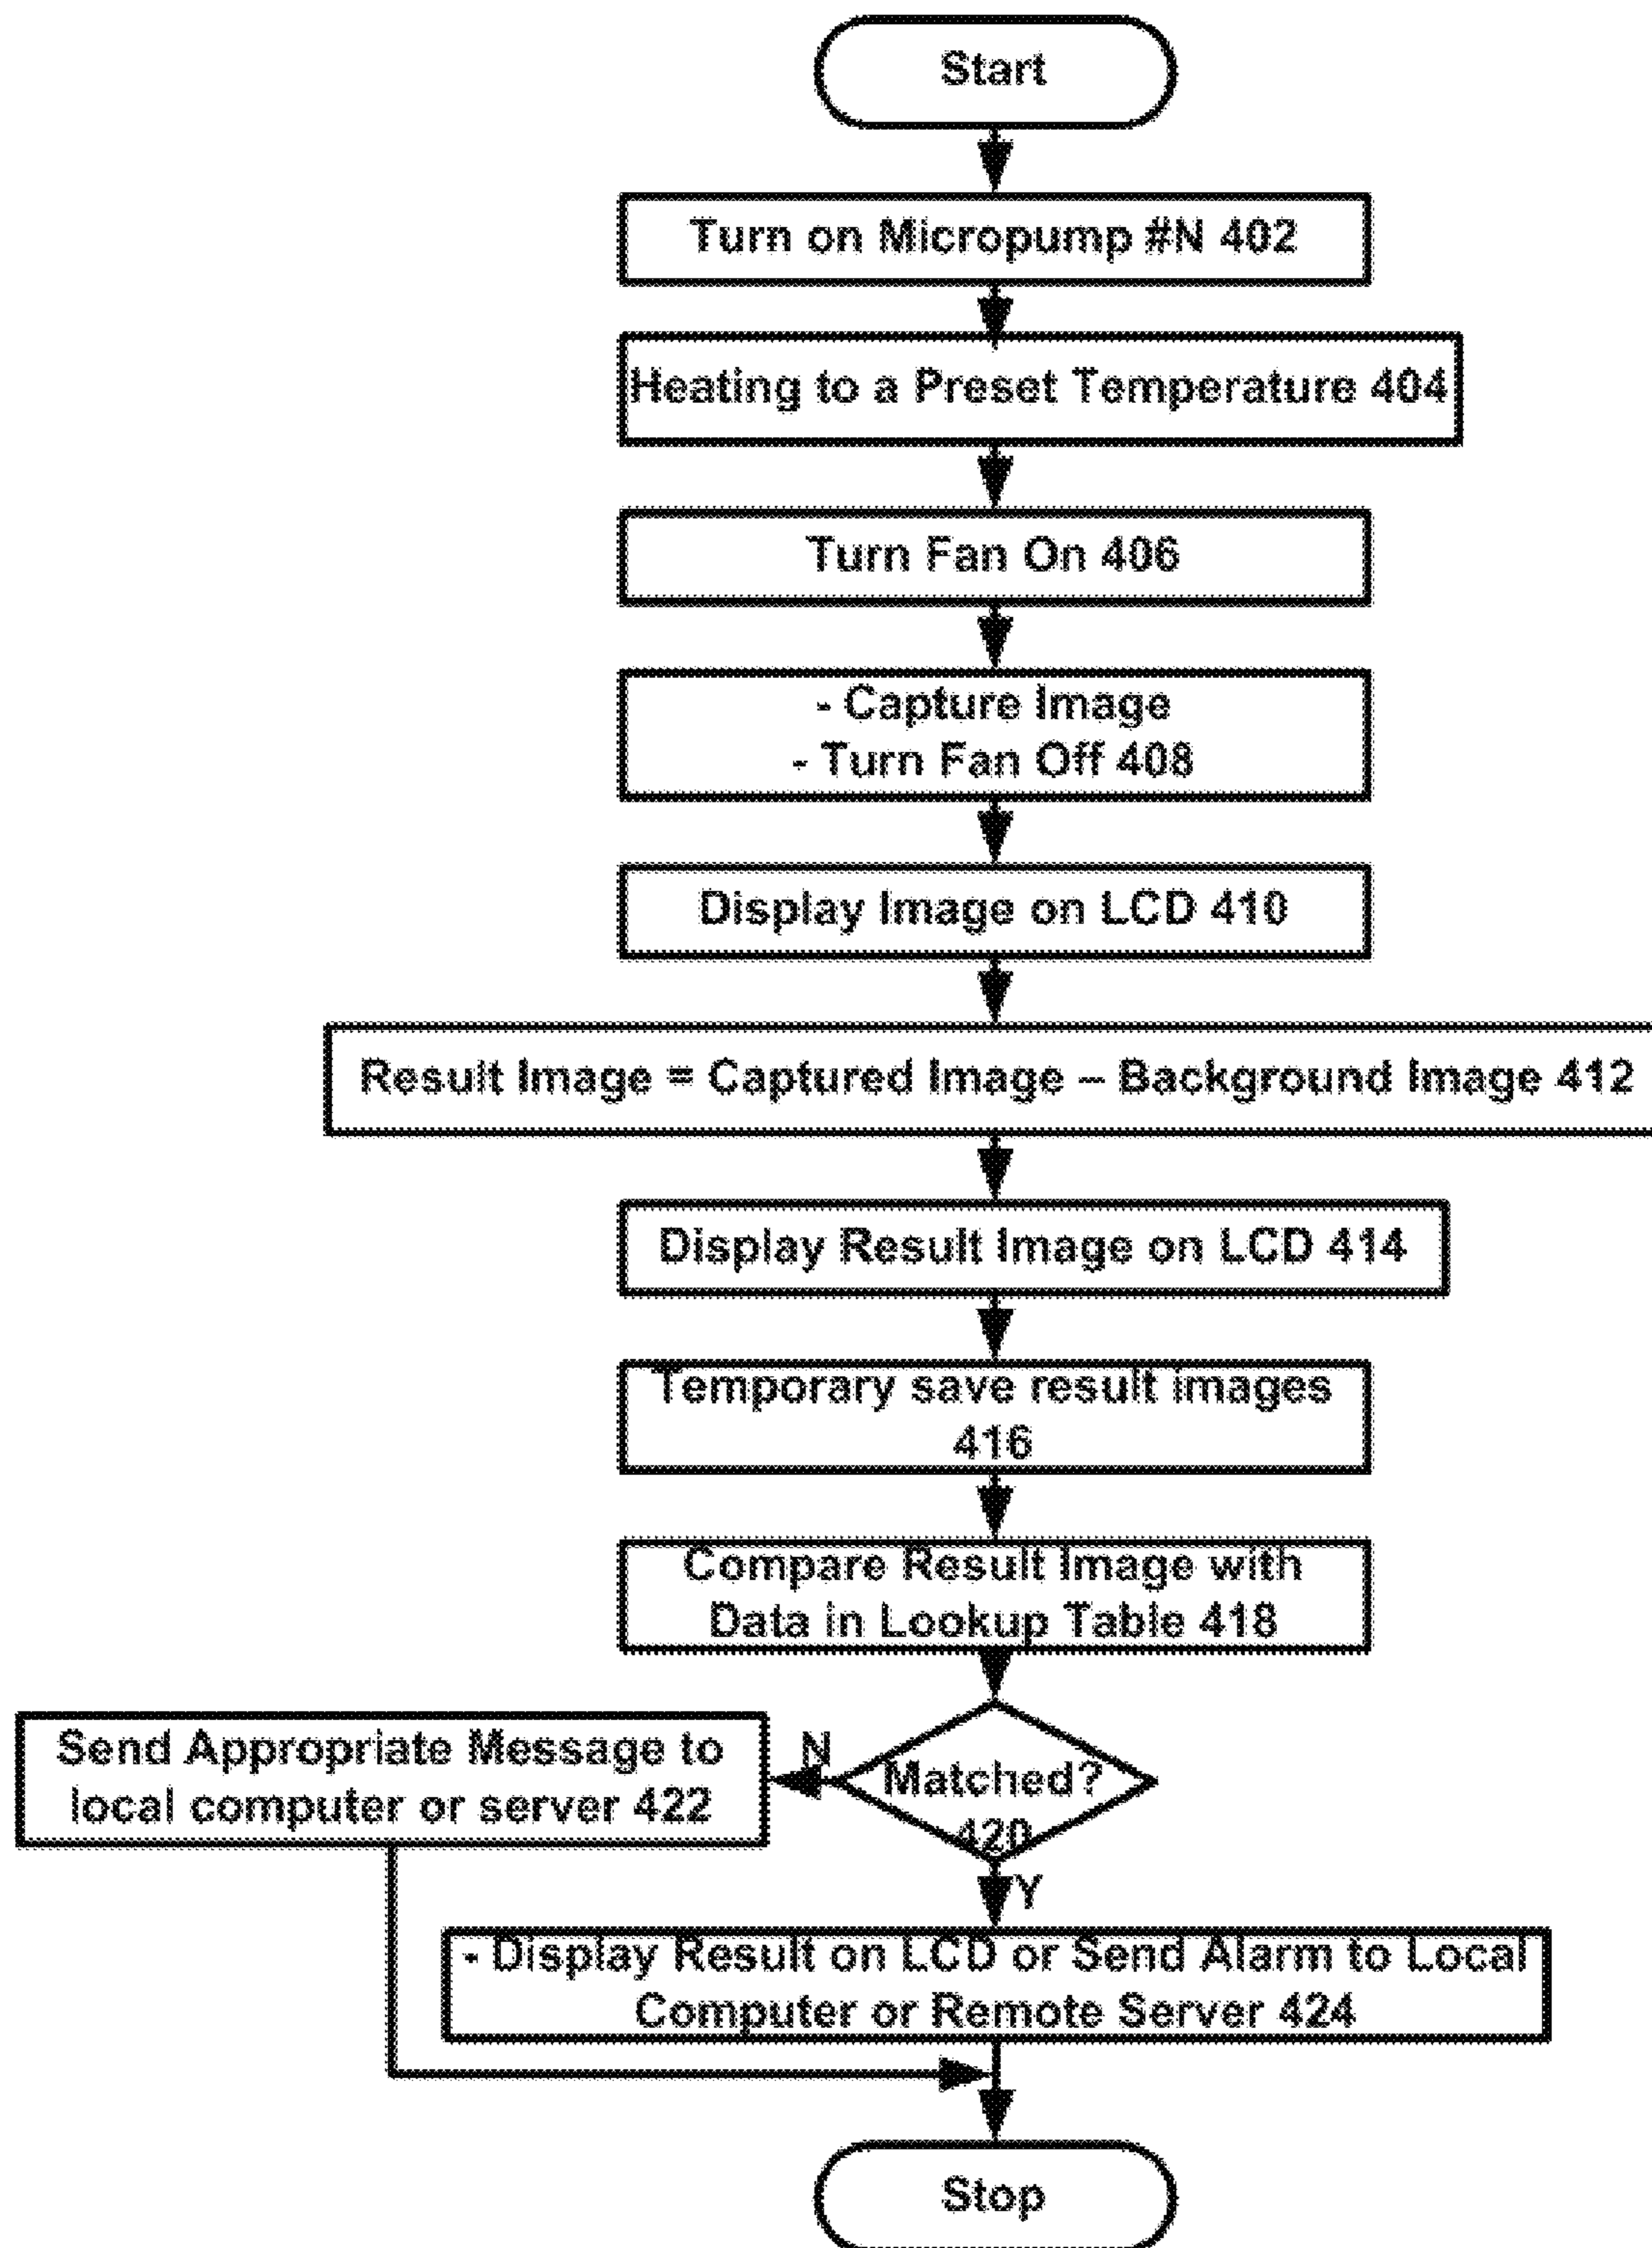 Start
Turn on Micropump #N 402
Heating to a Preset Temperature 404
Turn Fan On 406
- Capture Image
- Turn Fan Off 408
Display Image on LCD 410
Result Image = Captured Image – Background Image 412
Display Result Image on LCD 414
Temporary save result images
416
Compare Result Image with
Data in Lookup Table 418
Matched?
420
N
Send Appropriate Message to
local computer or server 422
Y
- Display Result on LCD or Send Alarm to Local
Computer or Remote Server 424
Stop